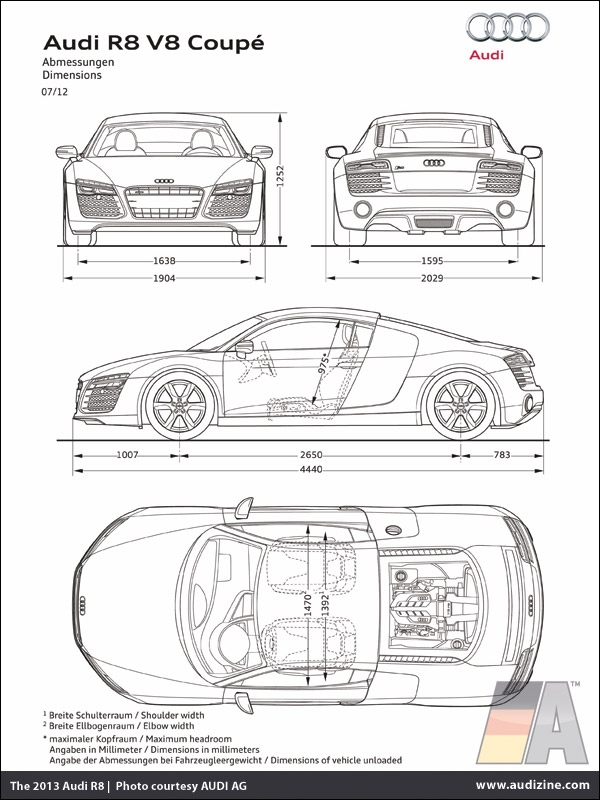 Audi R8 V8 Coupé
Abmessungen
Dimensions
07/12
Audi
1252
1638
1904
1595
2029
975*
1007
2650
783
4440
1470
1392
1 Breite Schulterraum / Shoulder width
2 Breite Ellbogenraum / Elbow width
* maximaler Kopfraum / Maximum headroom
Angaben in Millimeter / Dimensions in millimeters
Angabe der Abmessungen bei Fahrzeugleergewicht / Dimensions of vehicle unloaded
A™
The 2013 Audi R8 | Photo courtesy AUDI AG
www.audizine.com